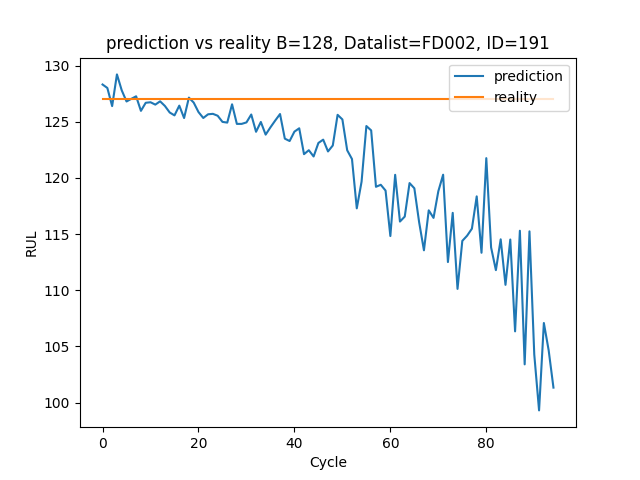 prediction vs reality B=128, Datalist=FD002, ID=191
prediction
reality
130
125
120
115
110
105
100
RUL
0 20 40 60 80
Cycle